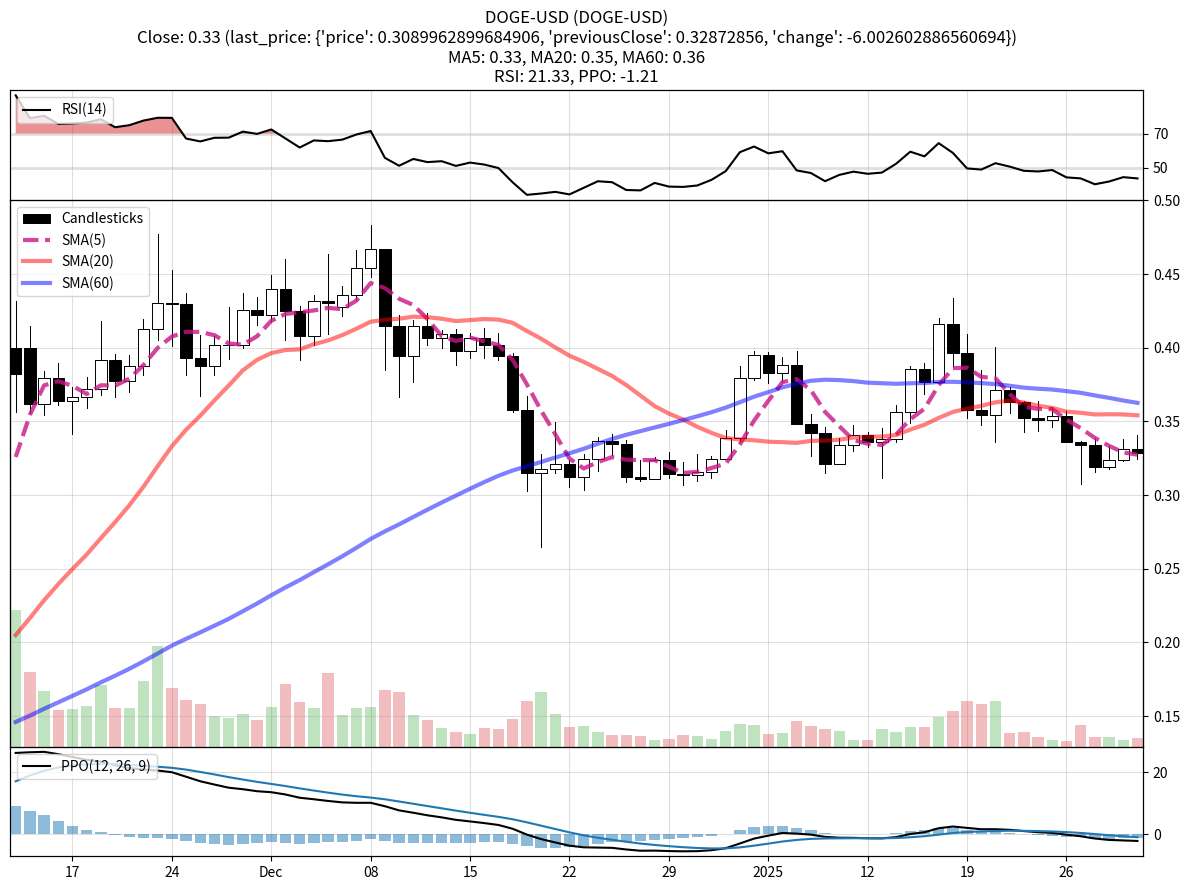 DOGE-USD (DOGE-USD)
Close: 0.33 (last_price: {'price': 0.3089962899684906, 'previousClose': 0.32872856, 'change': -6.002602886560694})
MA5: 0.33, MA20: 0.35, MA60: 0.36
RSI: 21.33, PPO: -1.21
RSI(14)
70
50
0.50
Candlesticks
SMA(5)
SMA(20)
SMA(60)
0.45
0.40
0.35
0.30
0.25
0.20
0.15
PPO(12, 26, 9)
20
0
17 24 Dec 08 15 22 29 2025 12 19 26